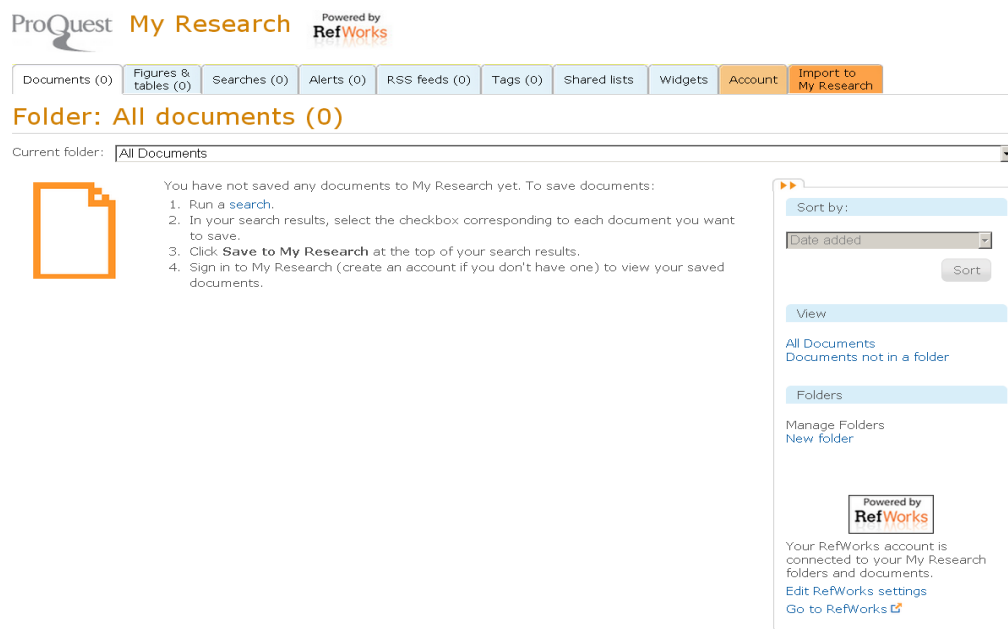 ProQuest My Research Powered by
RefWorks
Documents (0) Figures & tables (0) Searches (0) Alerts (0) RSS feeds (0) Tags (0) Shared lists Widgets Account Import to My Research
Folder: All documents (0)
Current folder: All Documents
You have not saved any documents to My Research yet. To save documents:
1. Run a search.
2. In your search results, select the checkbox corresponding to each document you want
to save.
3. Click Save to My Research at the top of your search results.
4. Sign in to My Research (create an account if you don't have one) to view your saved
documents.
Sort by:
Date added
Sort
View
All Documents
Documents not in a folder
Folders
Manage Folders
New folder
Powered by
RefWorks
Your RefWorks account is
connected to your My Research
folders and documents.
Edit RefWorks settings
Go to RefWorks